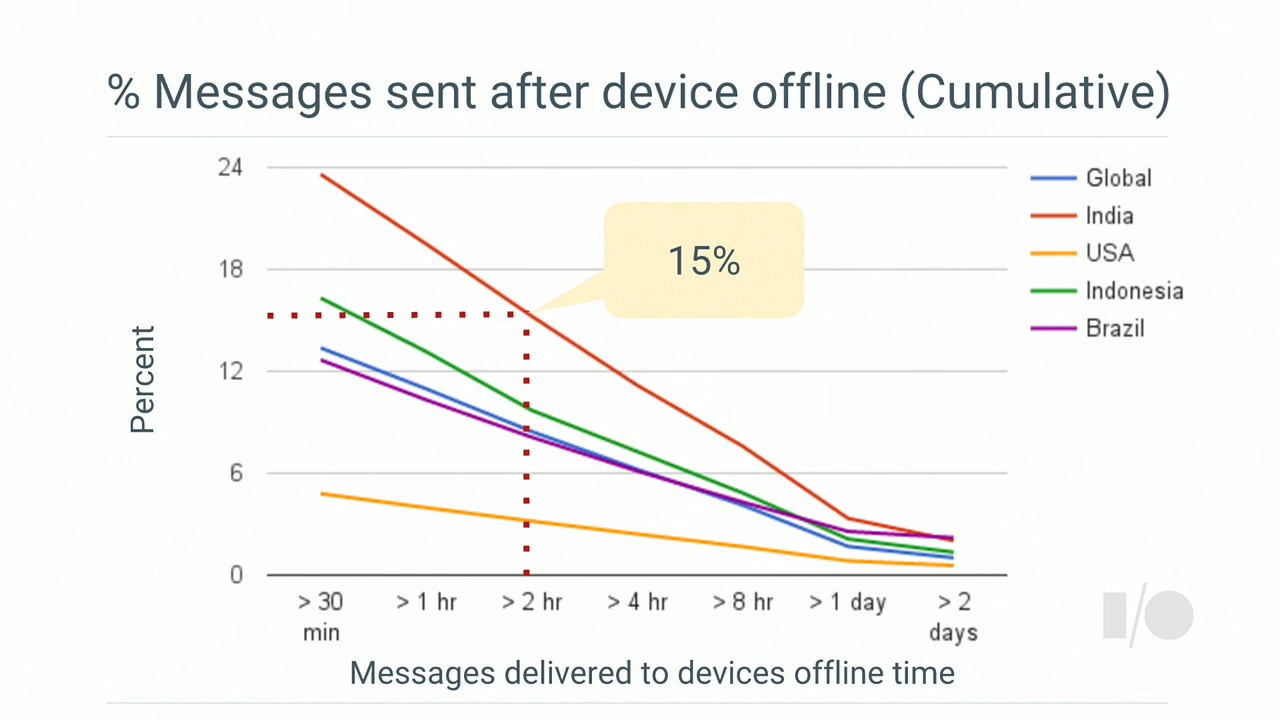 % Messages sent after device offline (Cumulative)
24
18
12
6
0
Percent
15%
Global
India
USA
Indonesia
Brazil
> 30
min
> 1 hr
> 2 hr
> 4 hr
> 8 hr
> 1 day
> 2
days
Messages delivered to devices offline time
I/O